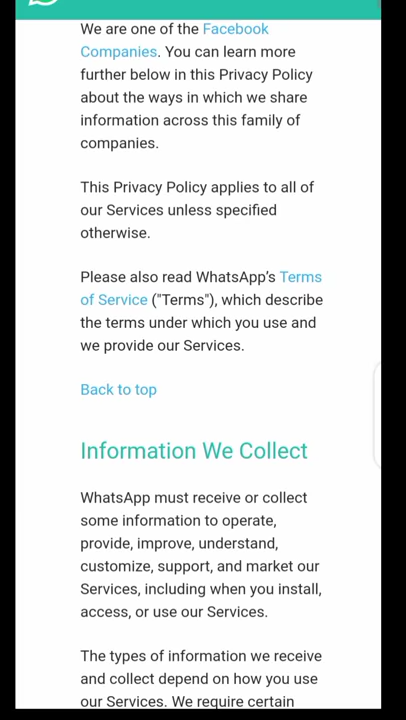 We are one of the Facebook
Companies. You can learn more
further below in this Privacy Policy
about the ways in which we share
information across this family of
companies.
This Privacy Policy applies to all of
our Services unless specified
otherwise.
Please also read WhatsApp's Terms
of Service ("Terms"), which describe
the terms under which you use and
we provide our Services.
Back to top
Information We Collect
WhatsApp must receive or collect
some information to operate,
provide, improve, understand,
customize, support, and market our
Services, including when you install,
access, or use our Services.
The types of information we receive
and collect depend on how you use
our Services. We require certain